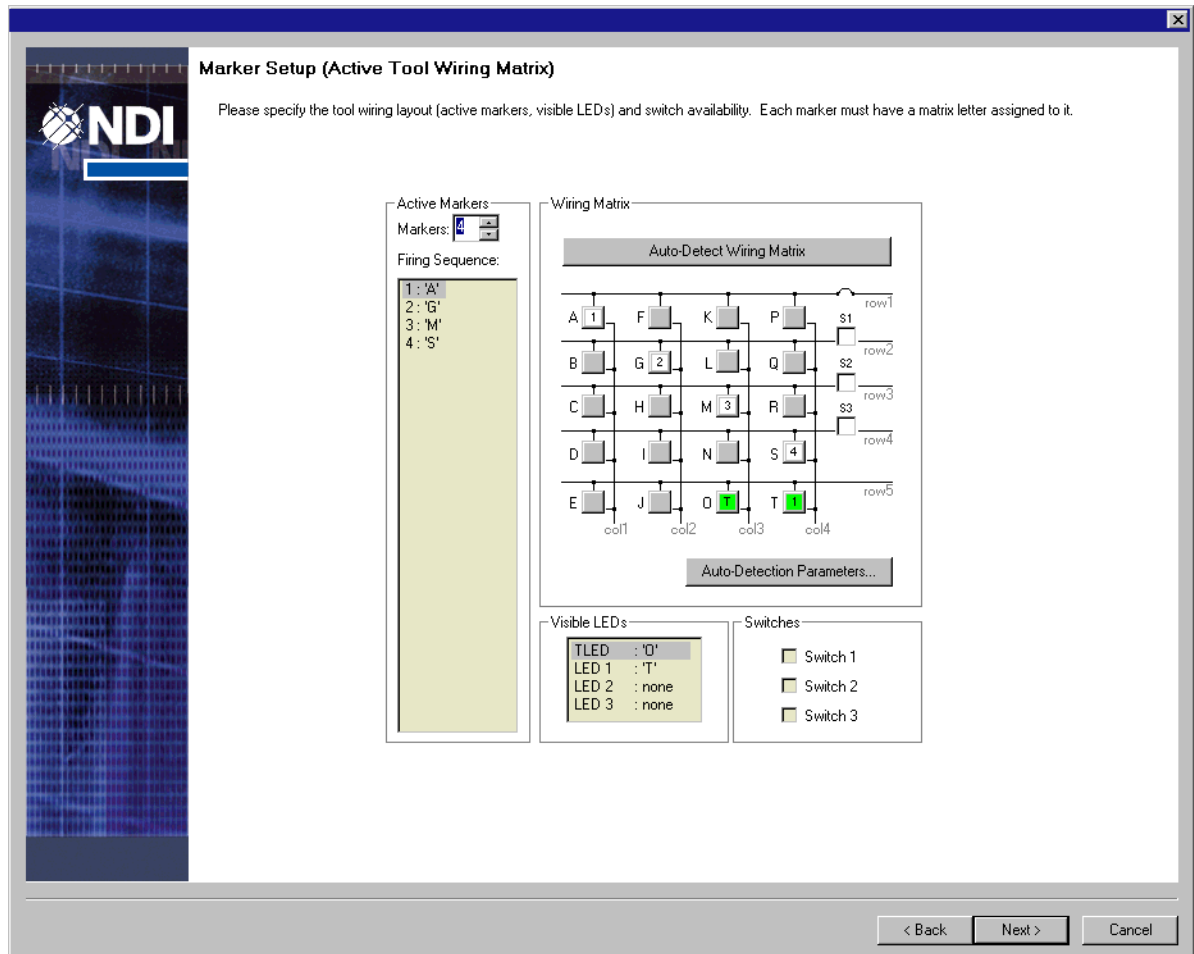 Marker Setup (Active Tool Wiring Matrix)
Please specify the tool wiring layout (active markers, visible LEDs) and switch availability. Each marker must have a matrix letter assigned to it.
NDI
Active Markers
Markers: 4
Firing Sequence:
1 : 'A'
2 : 'G'
3 : 'M'
4 : 'S'
Wiring Matrix
Auto-Detect Wiring Matrix
row1
A 1 F K P S1
row2
B G 2 L Q S2
row3
C H M 3 R S3
row4
D I N S 4
row5
E J O T T 1
col1 col2 col3 col4
Auto-Detection Parameters...
Visible LEDs
TLED : 'O'
LED 1 : 'T'
LED 2 : none
LED 3 : none
Switches
Switch 1
Switch 2
Switch 3
< Back Next > Cancel